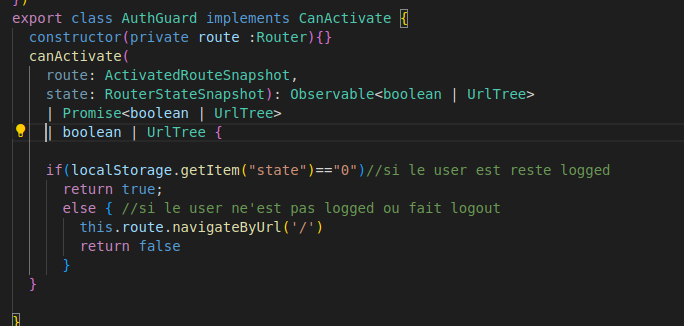 })
export class AuthGuard implements CanActivate {
constructor(private route :Router){}
canActivate(
route: ActivatedRouteSnapshot,
state: RouterStateSnapshot): Observable<boolean | UrlTree>
| Promise<boolean | UrlTree>
| boolean | UrlTree {
if(localStorage.getItem("state")=="0")//si le user est reste logged
return true;
else { //si le user ne'est pas logged ou fait logout
this.route.navigateByUrl('/')
return false
}
}
}